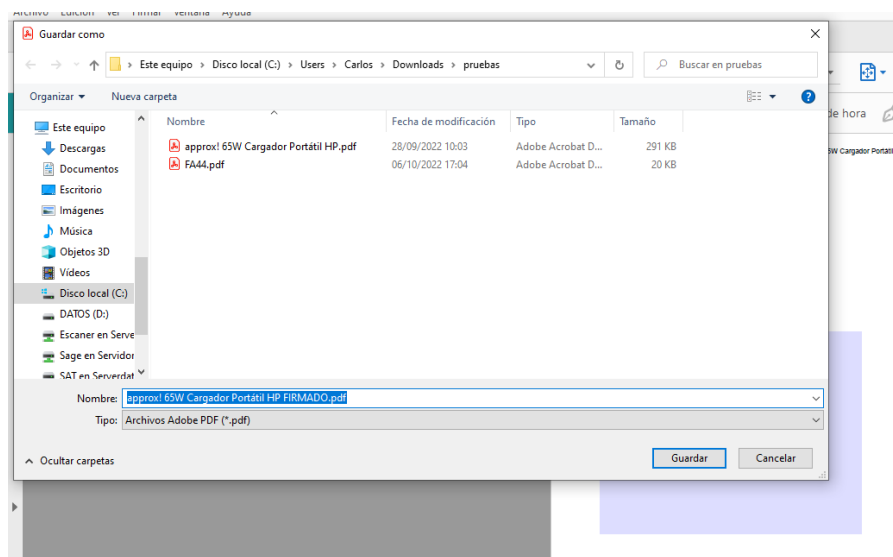 Archivo Edición Ver Firmar Ventana Ayuda
Guardar como
Este equipo > Disco local (C:) > Users > Carlos > Downloads > pruebas
Buscar en pruebas
Organizar
Nueva carpeta
de hora
Este equipo
Descargas
Documentos
Escritorio
Imágenes
Música
Objetos 3D
Vídeos
Disco local (C:)
DATOS (D:)
Escaner en Serve
Sage en Servidor
SAT en Serverdat
Nombre Fecha de modificación Tipo Tamaño
approx! 65W Cargador Portátil HP.pdf 28/09/2022 10:03 Adobe Acrobat D... 291 KB
FA44.pdf 06/10/2022 17:04 Adobe Acrobat D... 20 KB
5W Cargador Portáti
Nombre: approx! 65W Cargador Portátil HP FIRMADO.pdf
Tipo: Archivos Adobe PDF (*.pdf)
Ocultar carpetas
Guardar
Cancelar